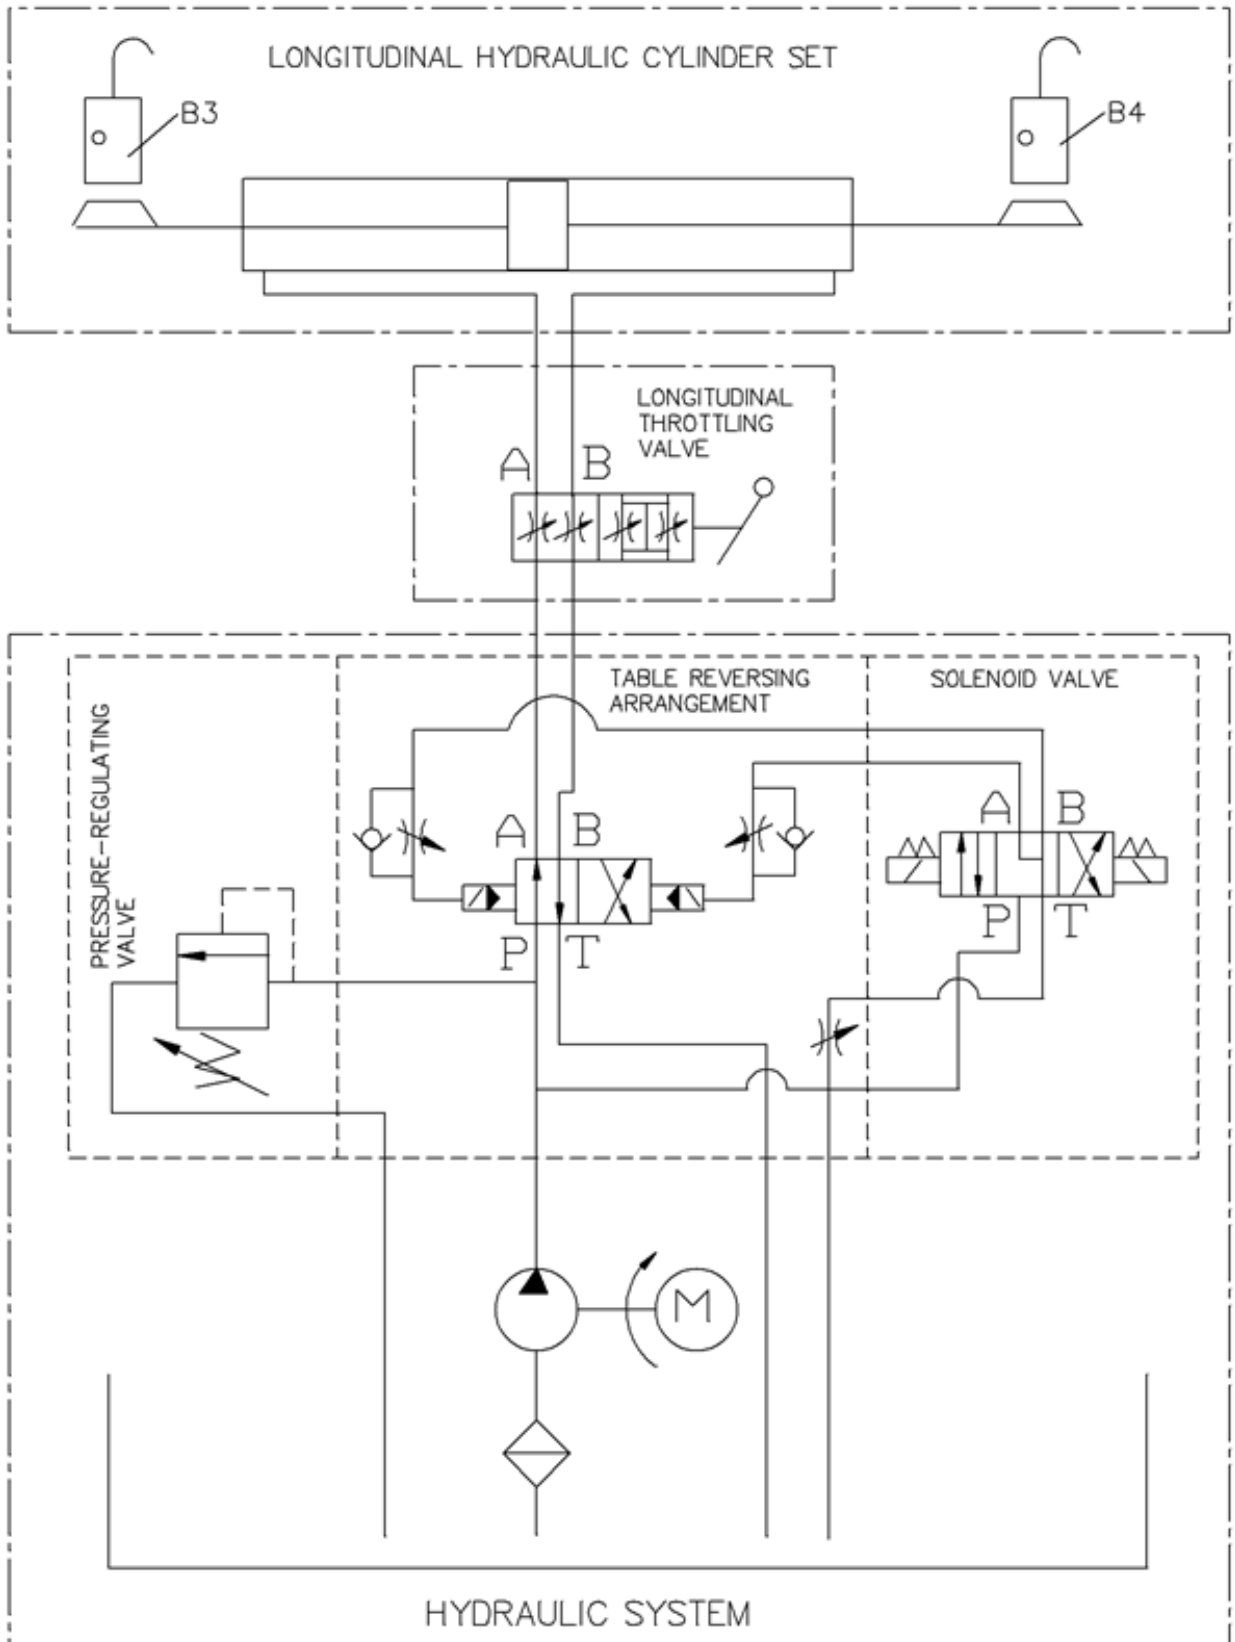 LONGITUDINAL HYDRAULIC CYLINDER SET
B3
B4
LONGITUDINAL
THROTTLING
VALVE
A B
TABLE REVERSING
ARRANGEMENT
SOLENOID VALVE
PRESSURE-REGULATING
VALVE
A B
A B
P T
P T
M
HYDRAULIC SYSTEM